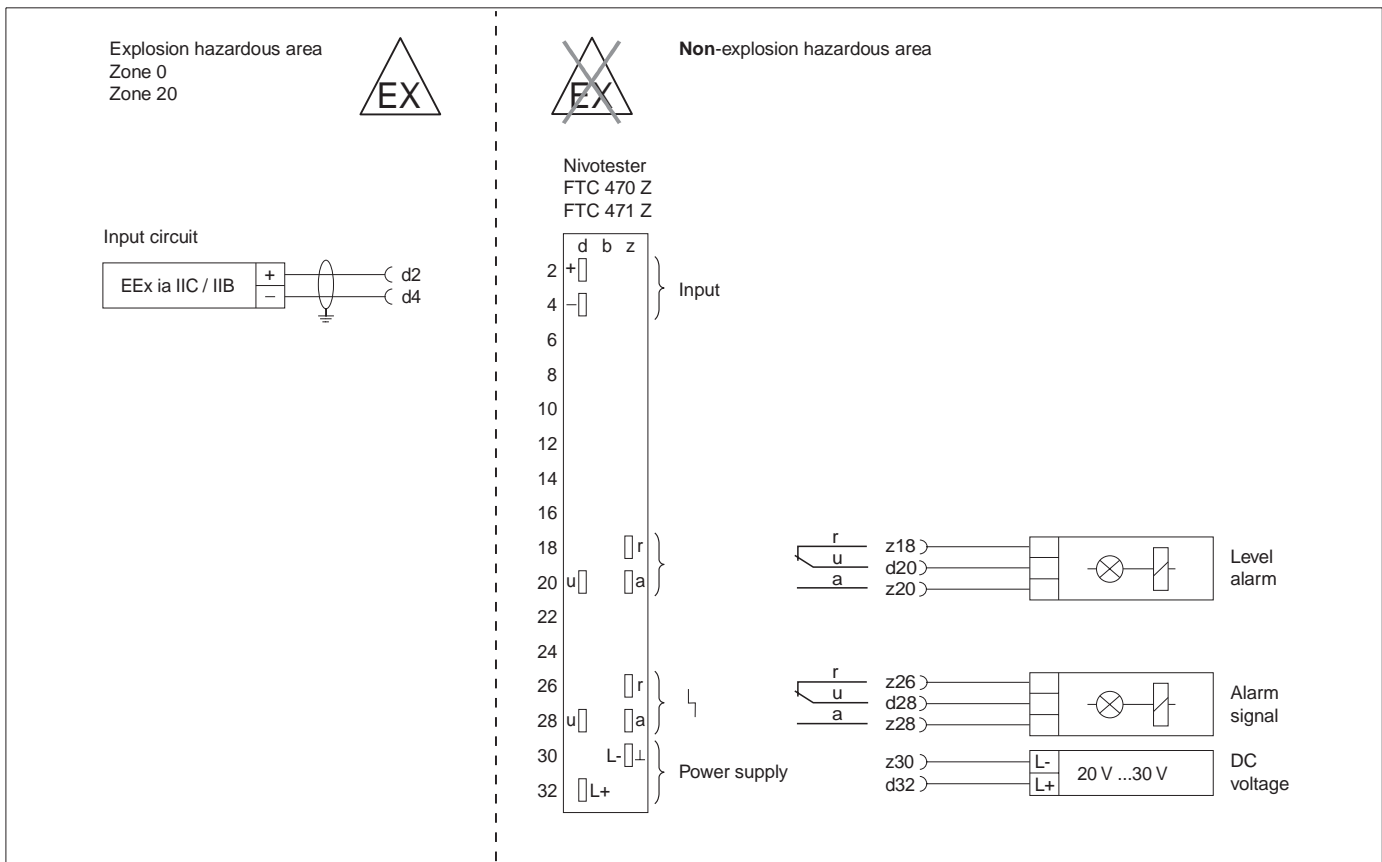 Explosion hazardous area
Zone 0
Zone 20
EX
EX
Non-explosion hazardous area
Nivotester
FTC 470 Z
FTC 471 Z
Input circuit
EEx ia IIC / IIB
+
−
d2
d4
d b z
2 +
4 −
Input
6
8
10
12
14
16
18 r
20 u a
22
24
26 r
28 u a
30 L- ⊥
32 L+
Power supply
r z18
u d20
a z20
Level
alarm
r z26
u d28
a z28
Alarm
signal
z30 L-
d32 L+
20 V ...30 V
DC
voltage